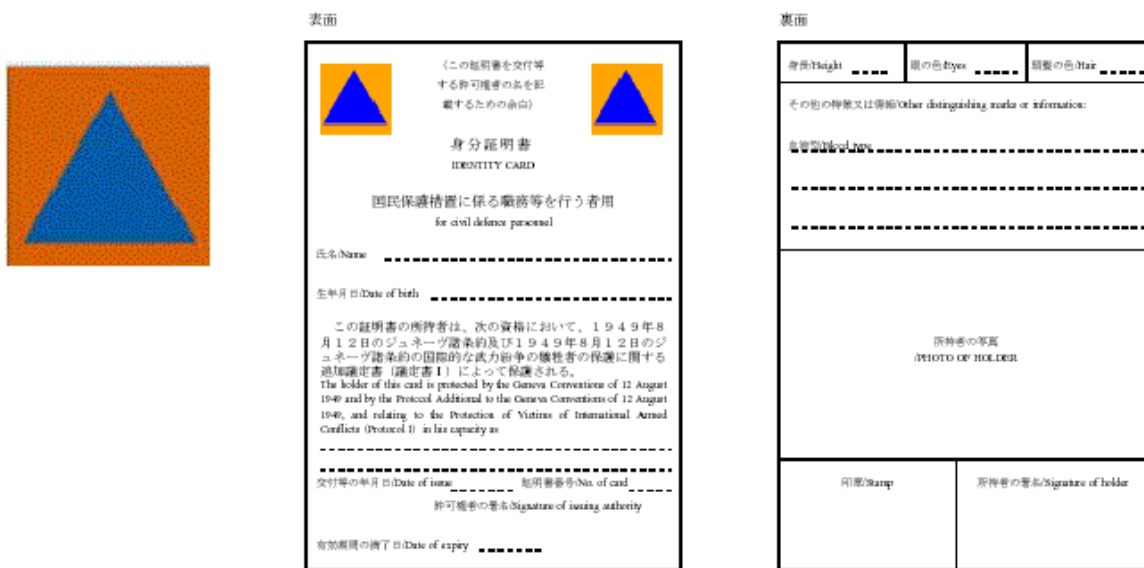 表面
(この証明書を交付等
する許可権者の名を記
載するための余白)
身分証明書
IDENTITY CARD
国民保護措置に係る職務等を行う者用
for civil defence personnel
氏名/Name
生年月日/Date of birth
この証明書の所持者は、次の資格において、1949年8
月12日のジュネーヴ諸条約及び1949年8月12日のジ
ュネーヴ諸条約の国際的な武力紛争の犠牲者の保護に関する
追加議定書(議定書Ⅰ)によって保護される。
The holder of this card is protected by the Geneva Conventions of 12 August
1949 and by the Protocol Additional to the Geneva Conventions of 12 August
1949, and relating to the Protection of Victims of International Armed
Conflicts (Protocol I) in his capacity as
交付等の年月日/Date of issue 証明書番号/No. of card
許可権者の署名/Signature of issuing authority
有効期間の満了日/Date of expiry
裏面
身長/Height 眼の色/Eyes 頭髪の色/Hair
その他の特徴又は情報/Other distinguishing marks or information:
血液型/Blood type
所持者の写真
/PHOTO OF HOLDER
印章/Stamp 所持者の署名/Signature of holder